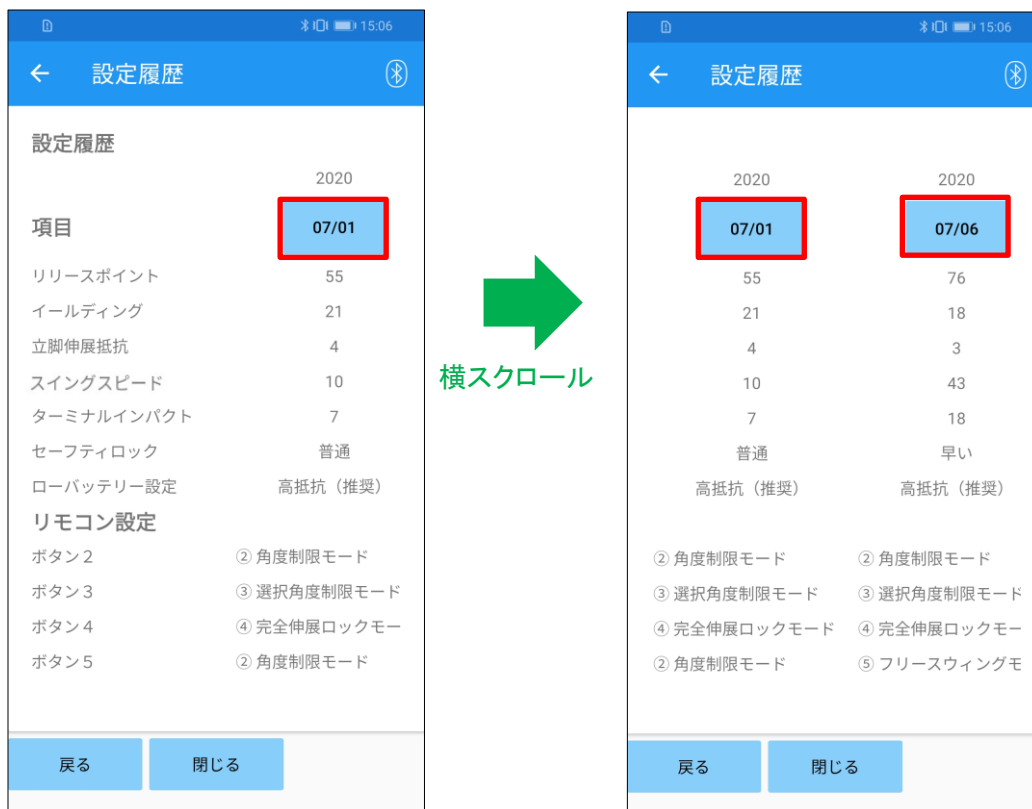 15:06
設定履歴
設定履歴
2020
項目 07/01
リリースポイント 55
イールディング 21
立脚伸展抵抗 4
スイングスピード 10
ターミナルインパクト 7
セーフティロック 普通
ローバッテリー設定 高抵抗（推奨）
リモコン設定
ボタン２ ② 角度制限モード
ボタン３ ③ 選択角度制限モード
ボタン４ ④ 完全伸展ロックモー
ボタン５ ② 角度制限モード
戻る 閉じる
横スクロール
15:06
設定履歴
2020 2020
07/01 07/06
55 76
21 18
4 3
10 43
7 18
普通 早い
高抵抗（推奨） 高抵抗（推奨）
② 角度制限モード ② 角度制限モード
③ 選択角度制限モード ③ 選択角度制限モード
④ 完全伸展ロックモード ④ 完全伸展ロックモー
② 角度制限モード ⑤ フリースウィングモ
戻る 閉じる